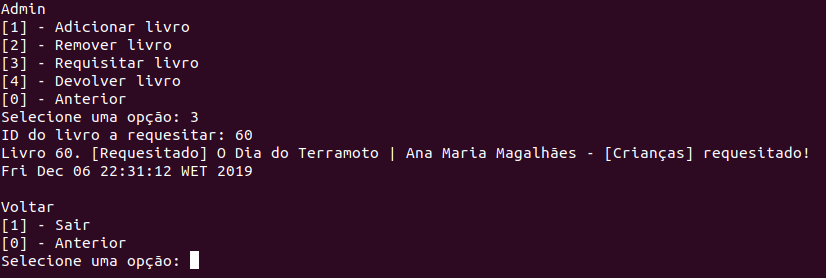 Admin
[1] - Adicionar livro
[2] - Remover livro
[3] - Requisitar livro
[4] - Devolver livro
[0] - Anterior
Selecione uma opção: 3
ID do livro a requesitar: 60
Livro 60. [Requesitado] O Dia do Terramoto | Ana Maria Magalhães - [Crianças] requesitado!
Fri Dec 06 22:31:12 WET 2019
Voltar
[1] - Sair
[0] - Anterior
Selecione uma opção: